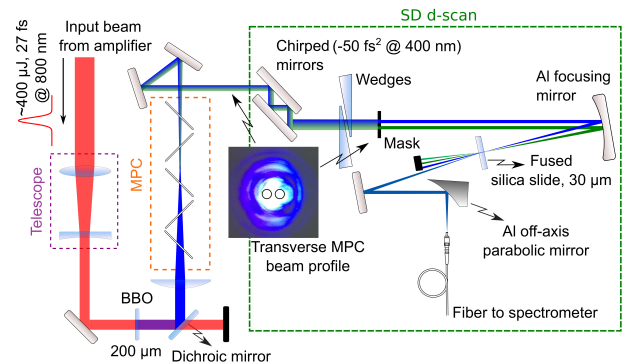 SD d-scan
Input beam
from amplifier
~400 µJ, 27 fs
@ 800 nm
Chirped (-50 fs² @ 400 nm)
mirrors
Wedges
Al focusing
mirror
Mask
Fused
silica slide, 30 µm
Telescope
MPC
Transverse MPC
beam profile
Al off-axis
parabolic mirror
BBO
200 µm
Dichroic mirror
Fiber to spectrometer